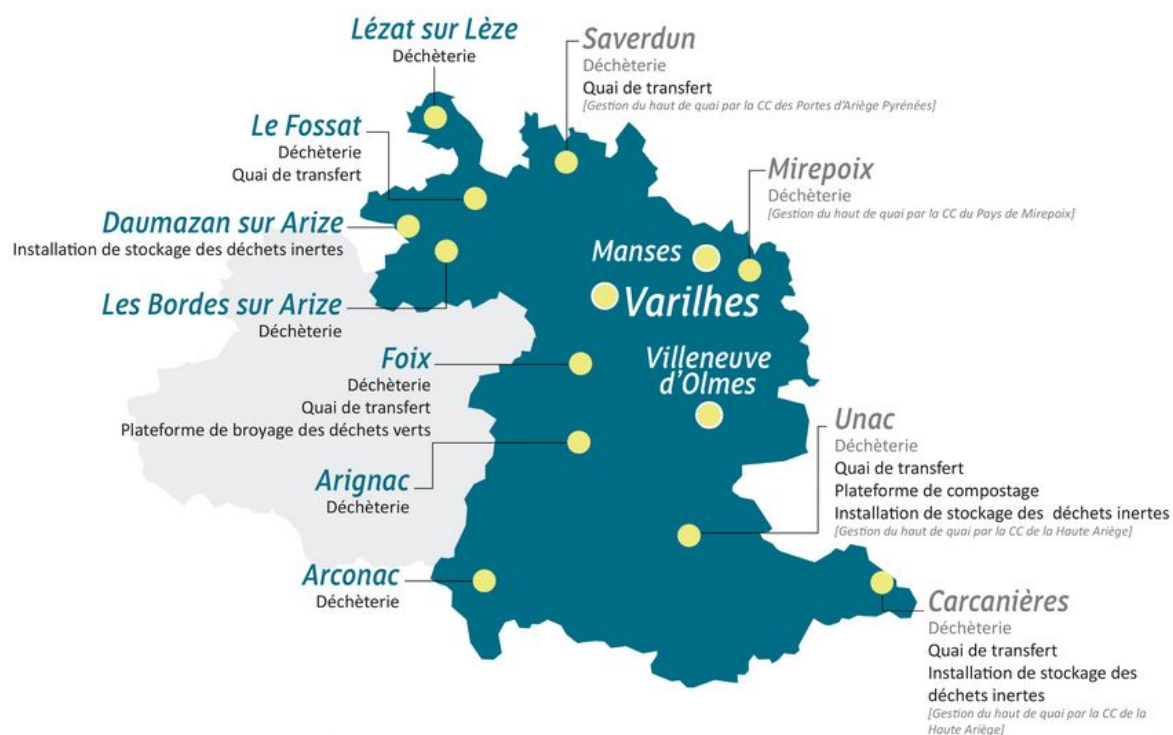 Lézat sur Lèze
Déchèterie
Saverdun
Déchèterie
Quai de transfert
[Gestion du haut de quai par la CC des Portes d'Ariège Pyrénées]
Le Fossat
Déchèterie
Quai de transfert
Mirepoix
Déchèterie
[Gestion du haut de quai par la CC du Pays de Mirepoix]
Daumazan sur Arize
Installation de stockage des déchets inertes
Manses
Varilhes
Les Bordes sur Arize
Déchèterie
Foix
Déchèterie
Quai de transfert
Plateforme de broyage des déchets verts
Villeneuve
d'Olmes
Unac
Déchèterie
Quai de transfert
Plateforme de compostage
Installation de stockage des déchets inertes
[Gestion du haut de quai par la CC de la Haute Ariège]
Arignac
Déchèterie
Arconac
Déchèterie
Carcanières
Déchèterie
Quai de transfert
Installation de stockage des
déchets inertes
[Gestion du haut de quai par la CC de la
Haute Ariège]